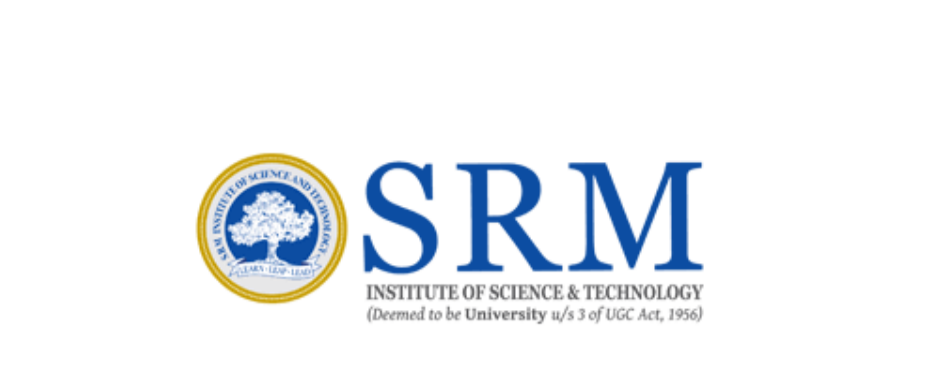 S.R.M INSTITUTE OF SCIENCE AND TECHNOLOGY
LEARN - LEAP - LEAD
SRM
INSTITUTE OF SCIENCE & TECHNOLOGY
(Deemed to be University u/s 3 of UGC Act, 1956)